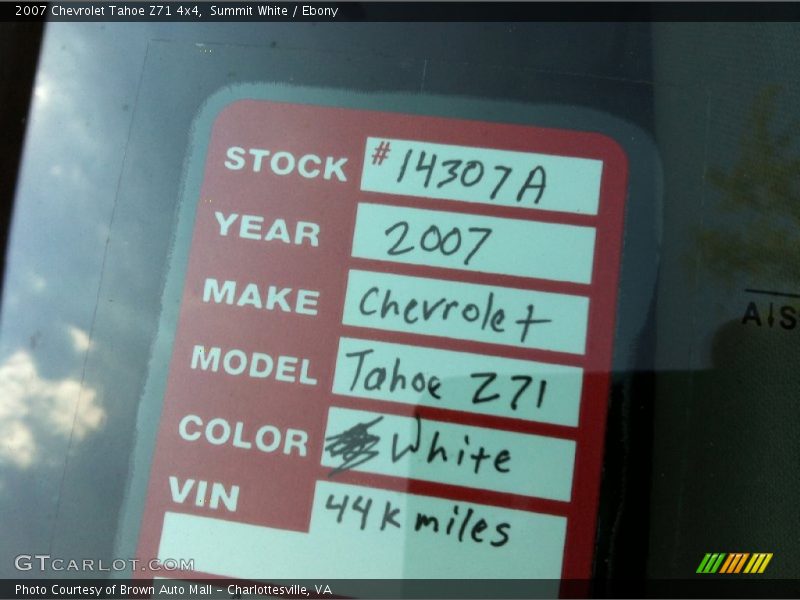 2007 Chevrolet Tahoe Z71 4x4, Summit White / Ebony
STOCK # 14307A
YEAR 2007
MAKE Chevrolet
MODEL Tahoe Z71
COLOR White
VIN 44k miles
A↓S
GTCARLOT.COM
Photo Courtesy of Brown Auto Mall - Charlottesville, VA